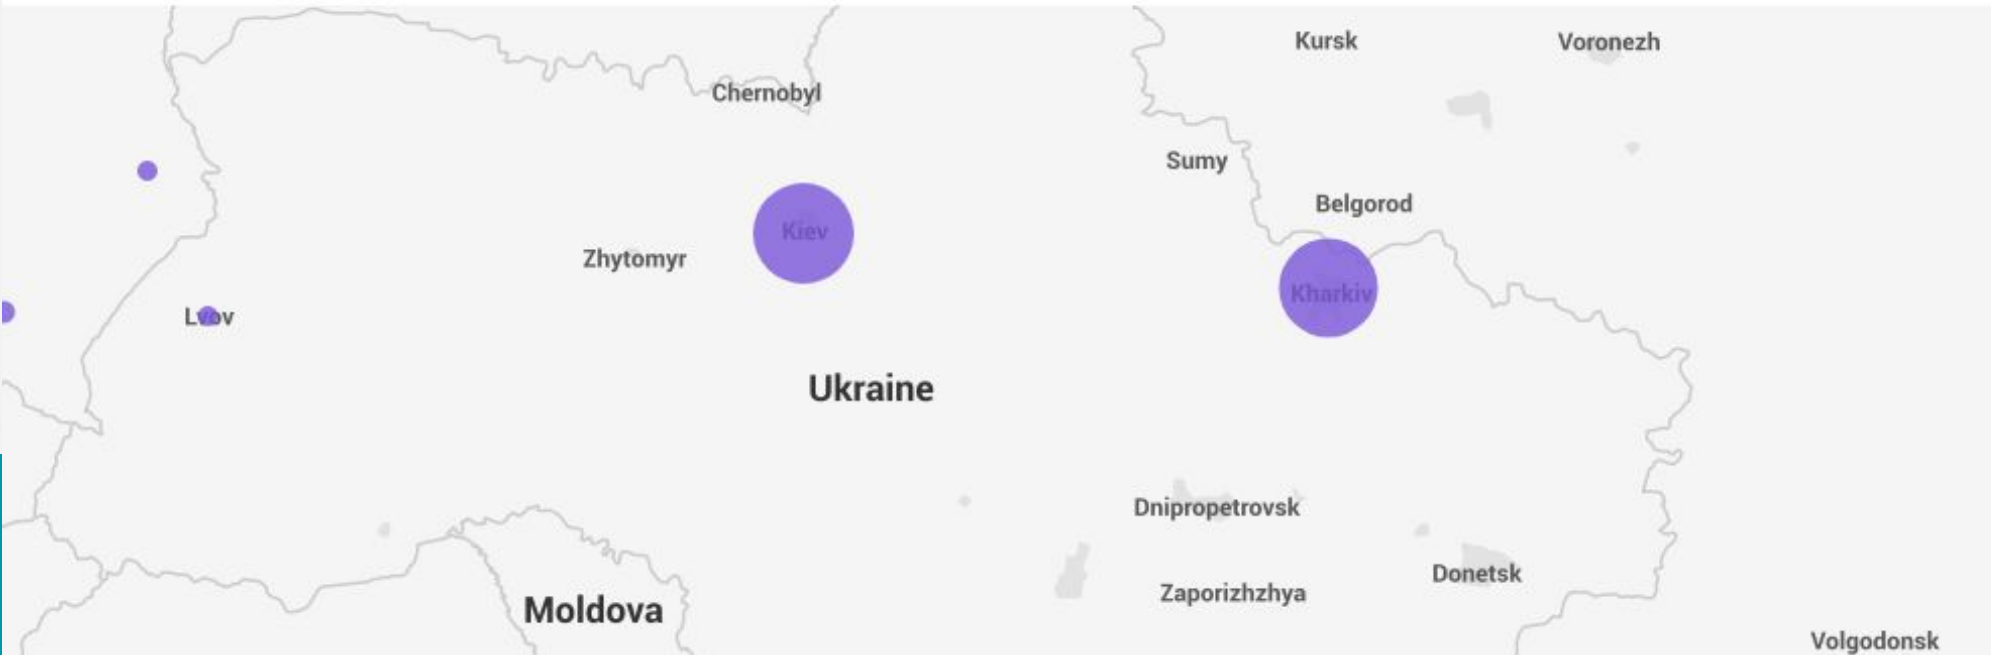 Kursk
Voronezh
Chernobyl
Sumy
Belgorod
Kiev
Zhytomyr
Kharkiv
Lvov
Ukraine
Dnipropetrovsk
Donetsk
Zaporizhzhya
Moldova
Volgodonsk